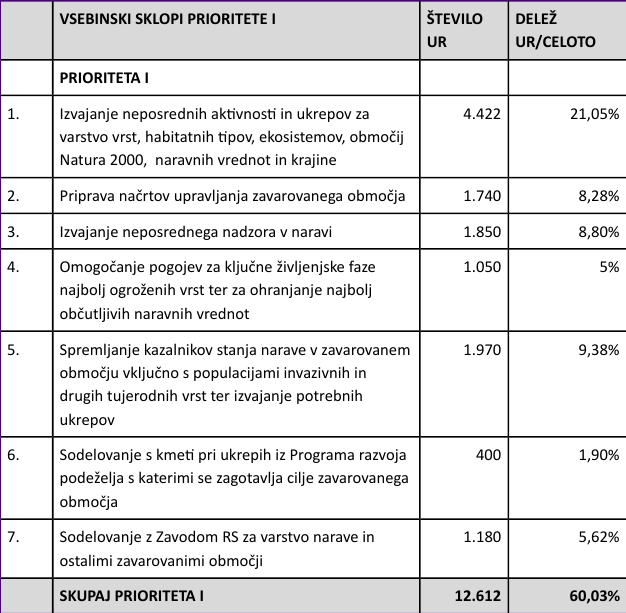 VSEBINSKI SKLOPI PRIORITETE I ŠTEVILO UR DELEŽ UR/CELOTO
PRIORITETA I
1. Izvajanje neposrednih aktivnosti in ukrepov za 4.422 21,05%
varstvo vrst, habitatnih tipov, ekosistemov, območij
Natura 2000, naravnih vrednot in krajine
2. Priprava načrtov upravljanja zavarovanega območja 1.740 8,28%
3. Izvajanje neposrednega nadzora v naravi 1.850 8,80%
4. Omogočanje pogojev za ključne življenjske faze 1.050 5%
najbolj ogroženih vrst ter za ohranjanje najbolj
občutljivih naravnih vrednot
5. Spremljanje kazalnikov stanja narave v zavarovanem 1.970 9,38%
območju vključno s populacijami invazivnih in
drugih tujerodnih vrst ter izvajanje potrebnih
ukrepov
6. Sodelovanje s kmeti pri ukrepih iz Programa razvoja 400 1,90%
podeželja s katerimi se zagotavlja cilje zavarovanega
območja
7. Sodelovanje z Zavodom RS za varstvo narave in 1.180 5,62%
ostalimi zavarovanimi območji
SKUPAJ PRIORITETA I 12.612 60,03%